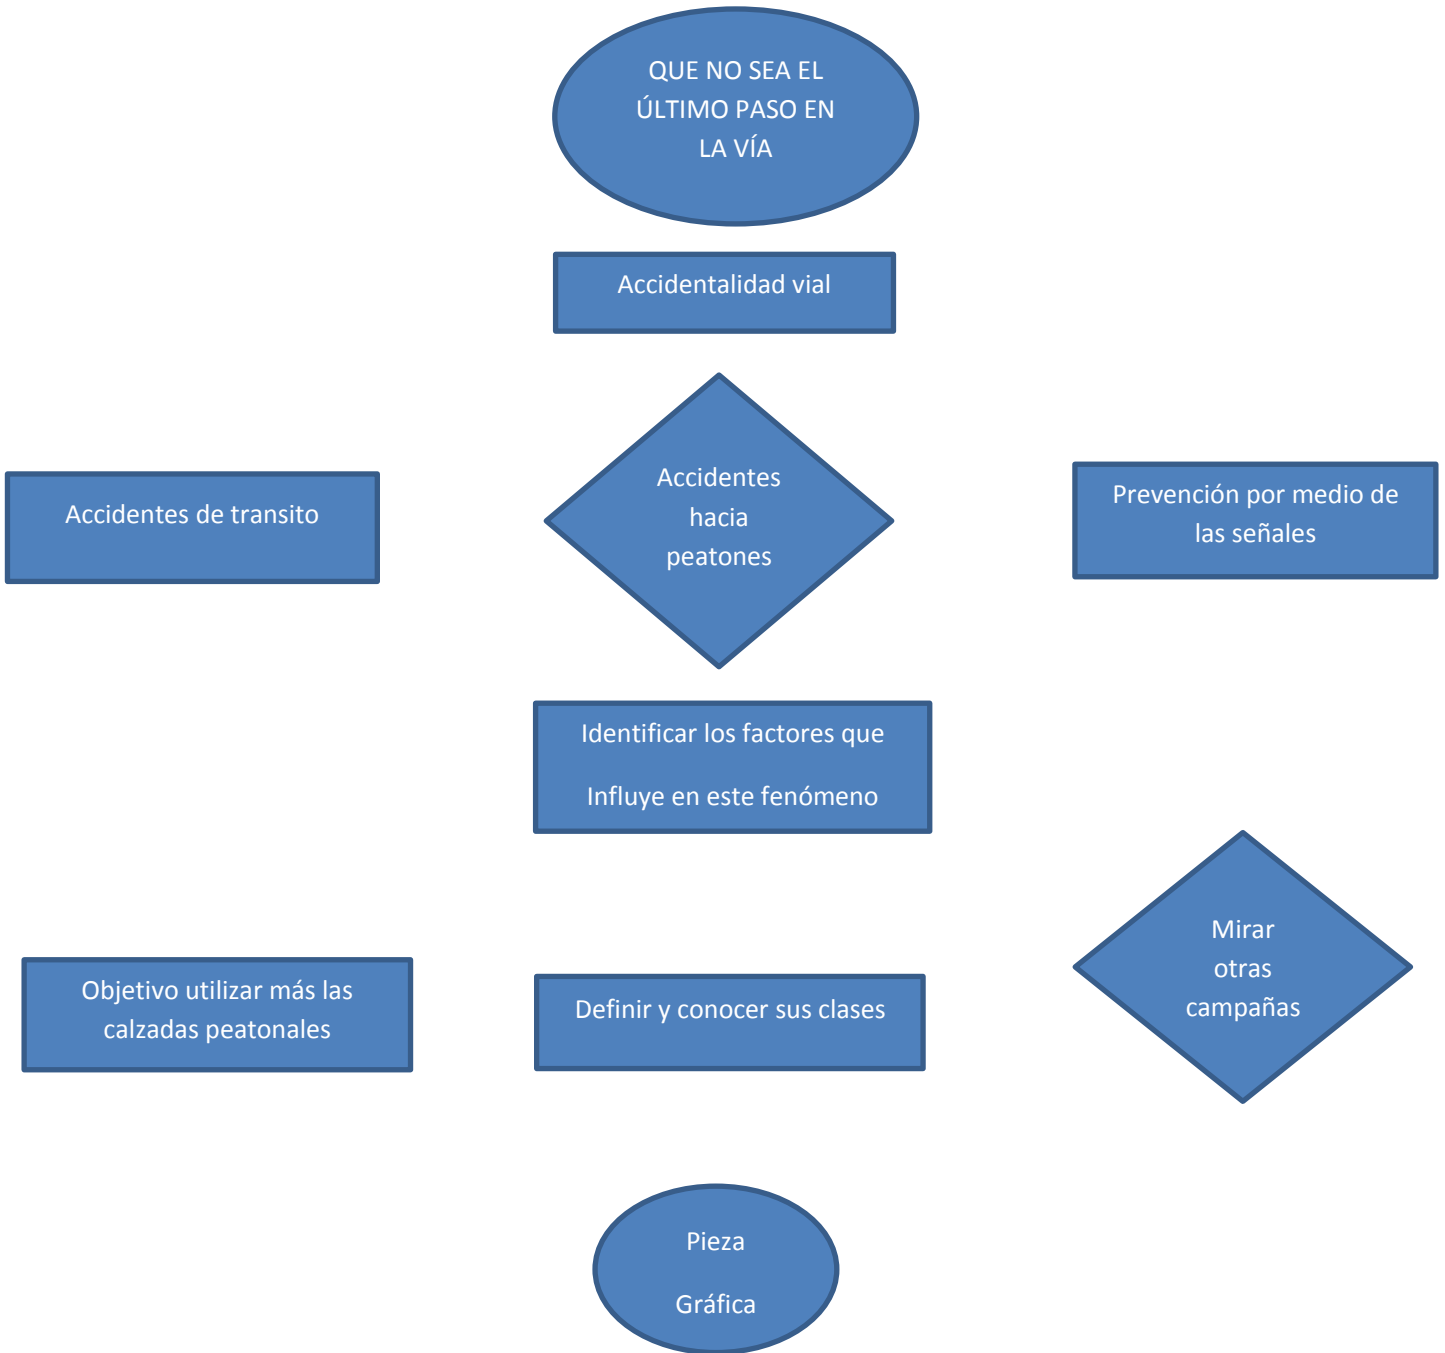 QUE NO SEA EL
ÚLTIMO PASO EN
LA VÍA
Accidentalidad vial
Accidentes de transito
Accidentes
hacia
peatones
Prevención por medio de
las señales
Identificar los factores que
Influye en este fenómeno
Objetivo utilizar más las
calzadas peatonales
Definir y conocer sus clases
Mirar
otras
campañas
Pieza
Gráfica